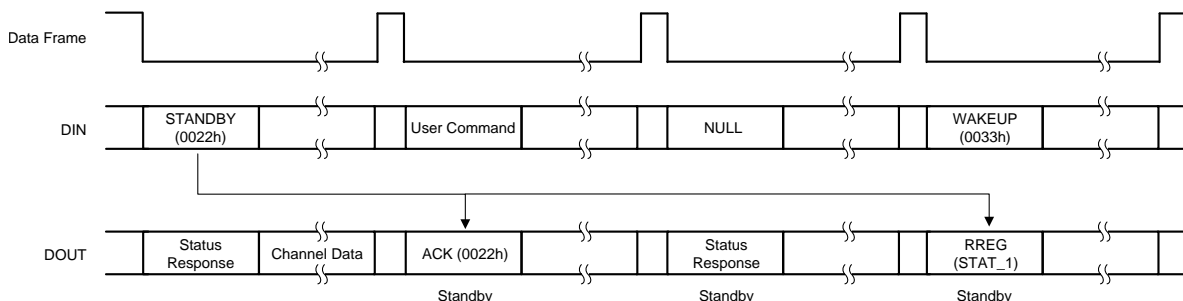 Data Frame
DIN
STANDBY
(0022h)
User Command
NULL
WAKEUP
(0033h)
DOUT
Status
Response
Channel Data
ACK (0022h)
Status
Response
RREG
(STAT_1)
Standby
Standby
Standby